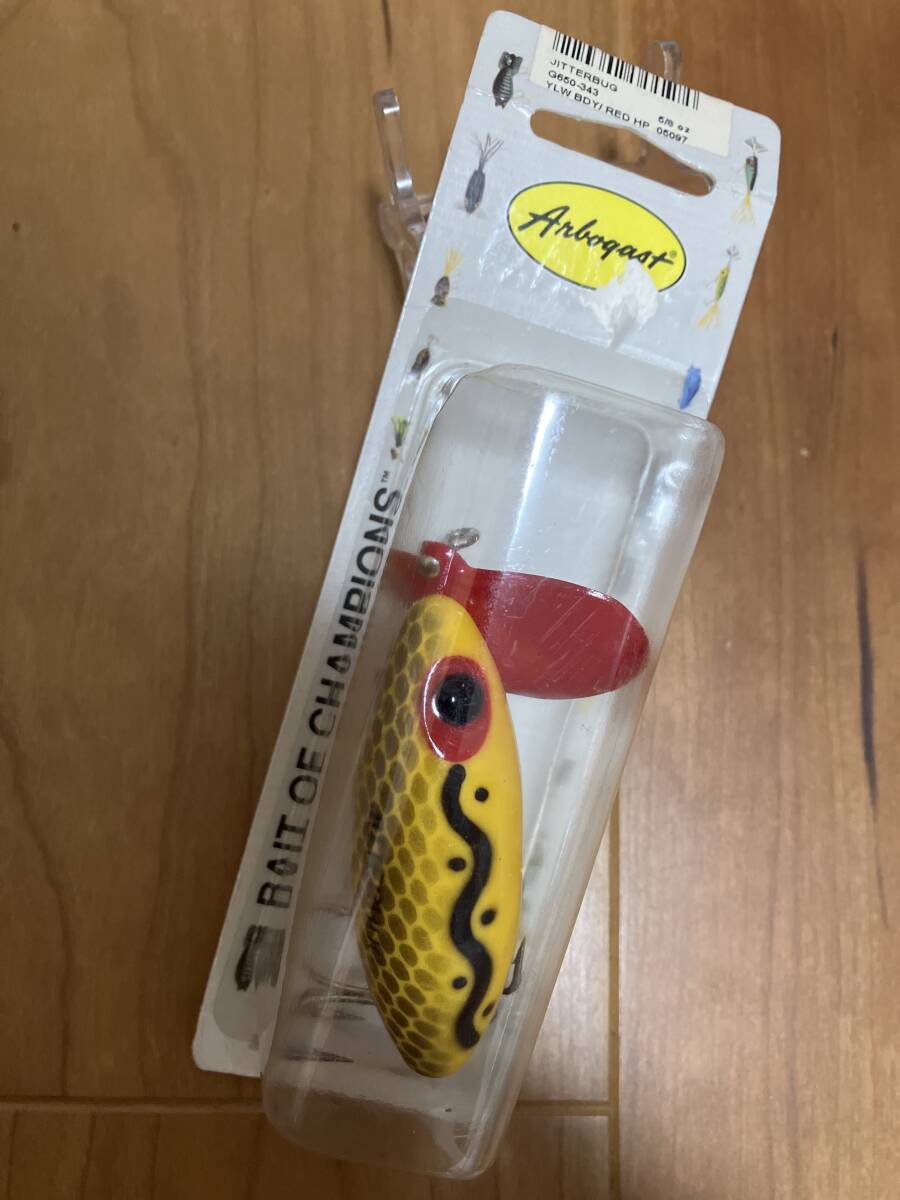 JITTERBUG
G650-343 5/8 oz
YLW BDY/ RED HP 05097
Arbogast®
BAIT OF CHAMPIONS™